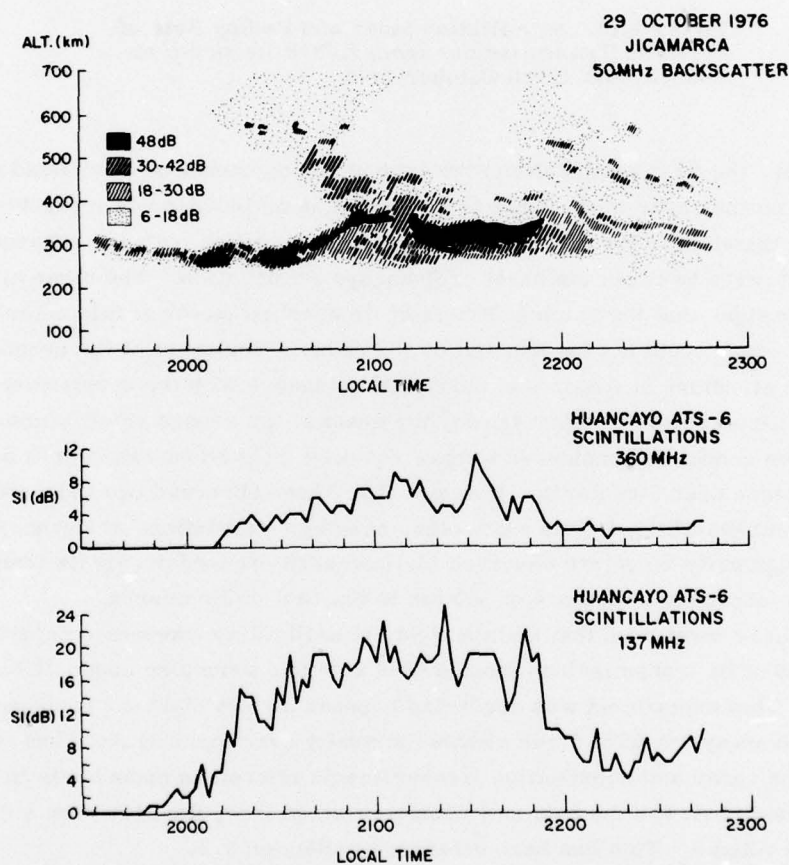 29 OCTOBER 1976
JICAMARCA
50MHz BACKSCATTER
ALT.(km)
700
600
500
400
300
200
100
48dB
30-42dB
18-30dB
6-18dB
2000 2100 2200 2300
LOCAL TIME
HUANCAYO ATS-6
SCINTILLATIONS
360 MHz
SI(dB)
12
8
4
0
HUANCAYO ATS-6
SCINTILLATIONS
137 MHz
SI(dB)
24
20
16
12
8
4
0
2000 2100 2200 2300
LOCAL TIME